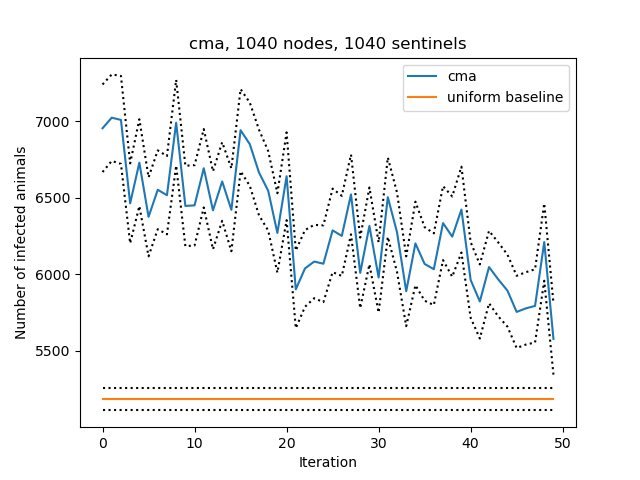 cma, 1040 nodes, 1040 sentinels
cma
uniform baseline
Number of infected animals
7000
6500
6000
5500
0 10 20 30 40 50
Iteration